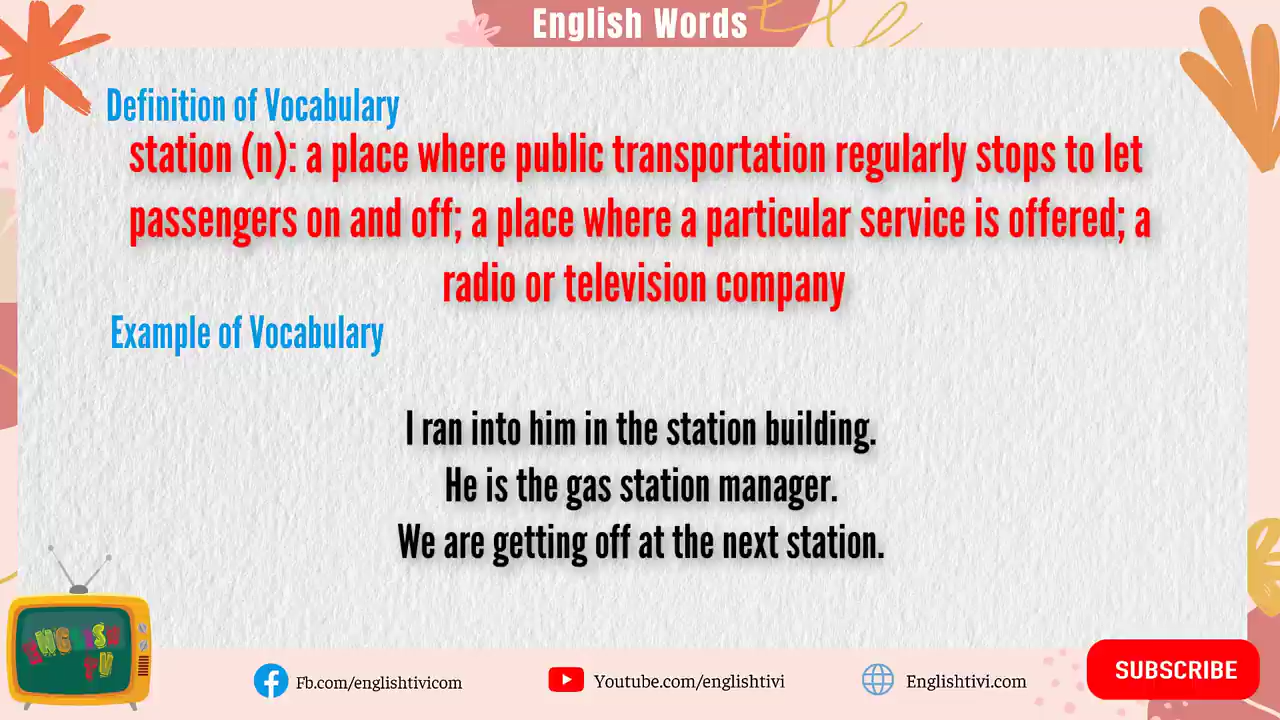 English Words
Definition of Vocabulary
station (n): a place where public transportation regularly stops to let
passengers on and off; a place where a particular service is offered; a
radio or television company
Example of Vocabulary
I ran into him in the station building.
He is the gas station manager.
We are getting off at the next station.
ENGLISH
TV
Fb.com/englishtivicom
Youtube.com/englishtivi
Englishtivi.com
SUBSCRIBE